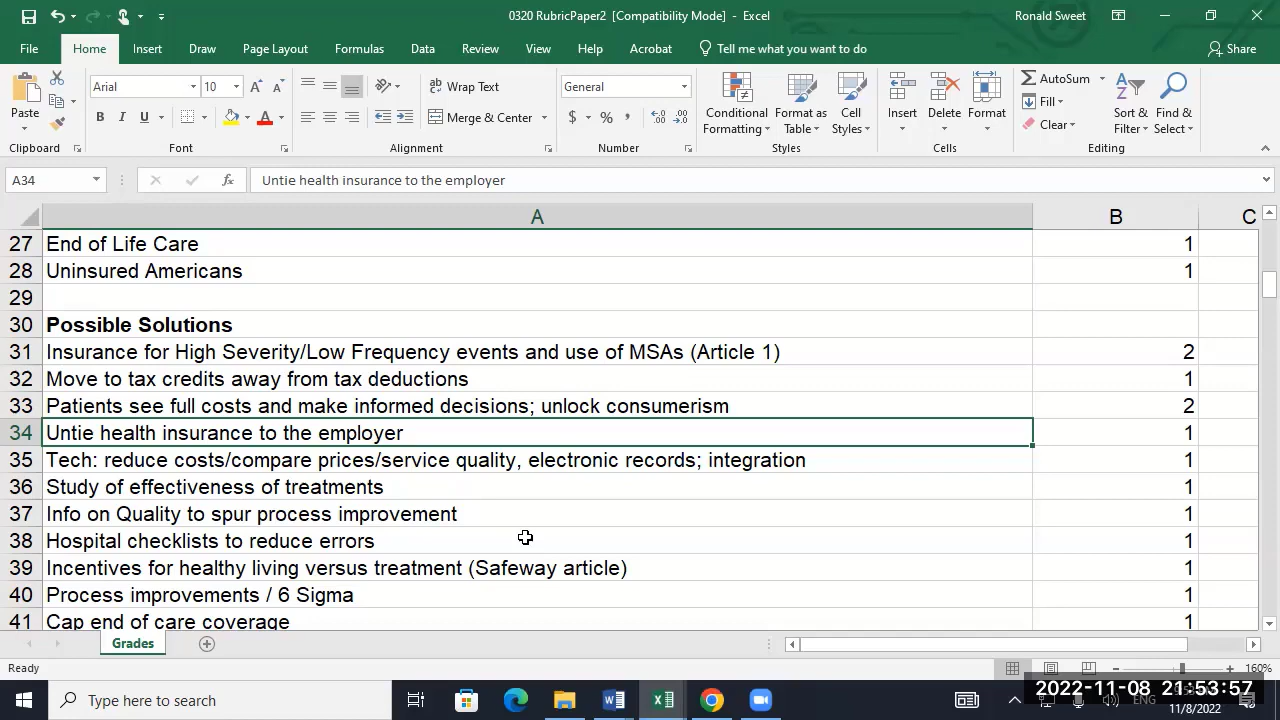 0320 RubricPaper2 [Compatibility Mode] - Excel
Ronald Sweet
File Home Insert Draw Page Layout Formulas Data Review View Help Acrobat Tell me what you want to do Share
Paste
Arial 10
B I U A
Wrap Text
Merge & Center
General
$ % ,
Conditional Formatting
Format as Table
Cell Styles
Insert Delete Format
AutoSum
Fill
Clear
Sort & Filter
Find & Select
Clipboard Font Alignment Number Styles Cells Editing
A34 fx Untie health insurance to the employer
A B C
27 End of Life Care 1
28 Uninsured Americans 1
29
30 Possible Solutions
31 Insurance for High Severity/Low Frequency events and use of MSAs (Article 1) 2
32 Move to tax credits away from tax deductions 1
33 Patients see full costs and make informed decisions; unlock consumerism 2
34 Untie health insurance to the employer 1
35 Tech: reduce costs/compare prices/service quality, electronic records; integration 1
36 Study of effectiveness of treatments 1
37 Info on Quality to spur process improvement 1
38 Hospital checklists to reduce errors 1
39 Incentives for healthy living versus treatment (Safeway article) 1
40 Process improvements / 6 Sigma 1
41 Cap end of care coverage 1
Grades
Ready 160%
Type here to search
2022-11-08 21:53:57
ENG
11/8/2022